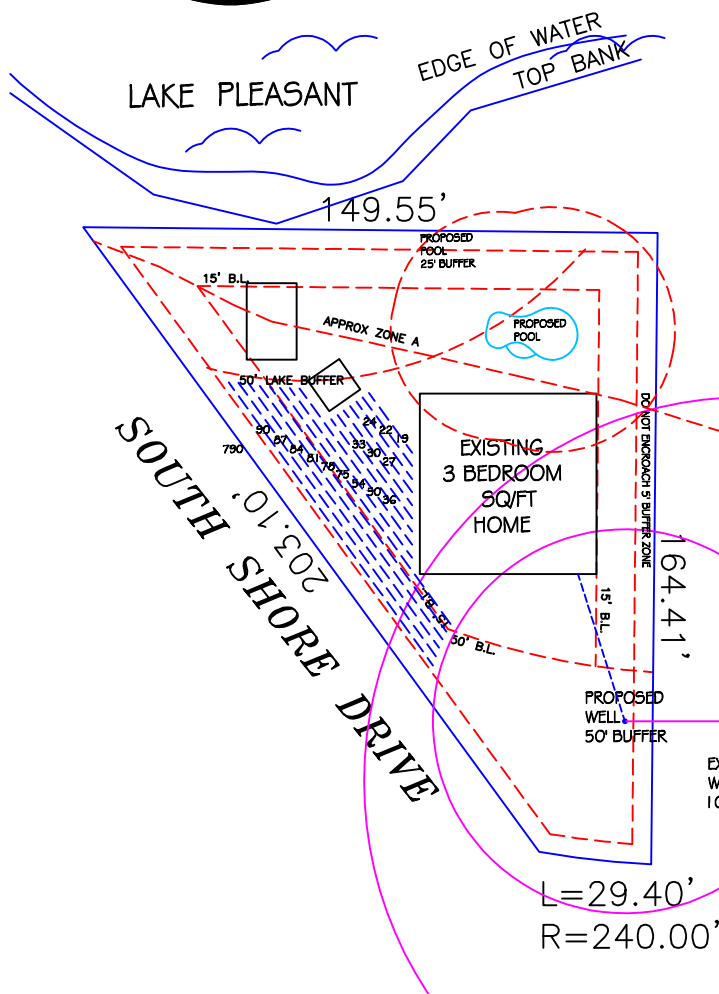 EDGE OF WATER
TOP BANK
LAKE PLEASANT
149.55'
PROPOSED
POOL
25' BUFFER
15' B.L.
APPROX ZONE A
PROPOSED
POOL
50' LAKE BUFFER
DO NOT ENCROACH 5' BUFFER ZONE
24
22
19
33
30
27
90
87
84
81
78
75
54
50
36
790
EXISTING
3 BEDROOM
SQ/FT
HOME
SOUTH SHORE DRIVE
203.10'
164.41'
15' B.L.
15' B.L.
50' B.L.
PROPOSED
WELL
50' BUFFER
L=29.40'
R=240.00'